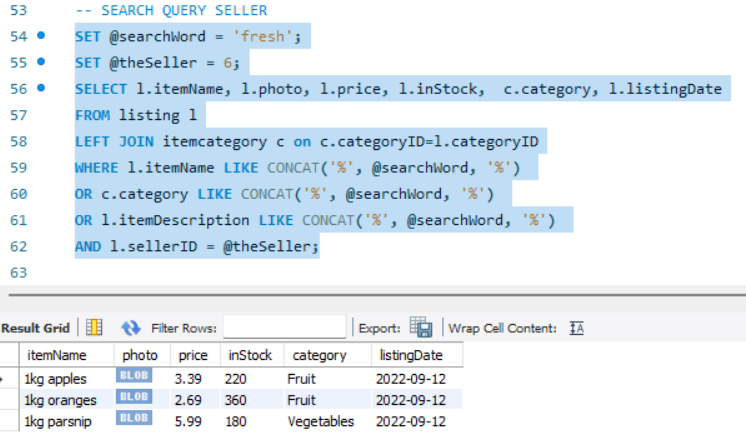 53 -- SEARCH QUERY SELLER
54 SET @searchWord = 'fresh';
55 SET @theSeller = 6;
56 SELECT l.itemName, l.photo, l.price, l.inStock,  c.category, l.listingDate
57 FROM listing l
58 LEFT JOIN itemcategory c on c.categoryID=l.categoryID
59 WHERE l.itemName LIKE CONCAT('%', @searchWord, '%')
60 OR c.category LIKE CONCAT('%', @searchWord, '%')
61 OR l.itemDescription LIKE CONCAT('%', @searchWord, '%')
62 AND l.sellerID = @theSeller;
63
Result Grid Filter Rows: Export: Wrap Cell Content: IA
itemName photo price inStock category listingDate
1kg apples BLOB 3.39 220 Fruit 2022-09-12
1kg oranges BLOB 2.69 360 Fruit 2022-09-12
1kg parsnip BLOB 5.99 180 Vegetables 2022-09-12